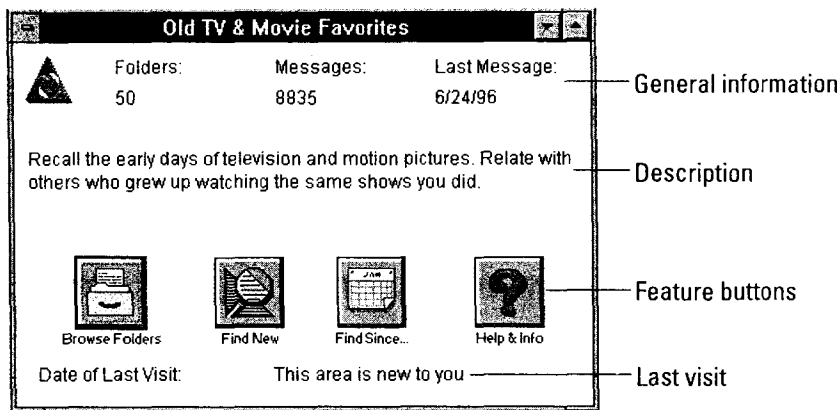 Old TV & Movie Favorites
Folders: Messages: Last Message:
50 8835 6/24/96
General information
Recall the early days of television and motion pictures. Relate with
others who grew up watching the same shows you did.
Description
JAN
Browse Folders Find New Find Since... Help & Info
Feature buttons
Date of Last Visit: This area is new to you
Last visit